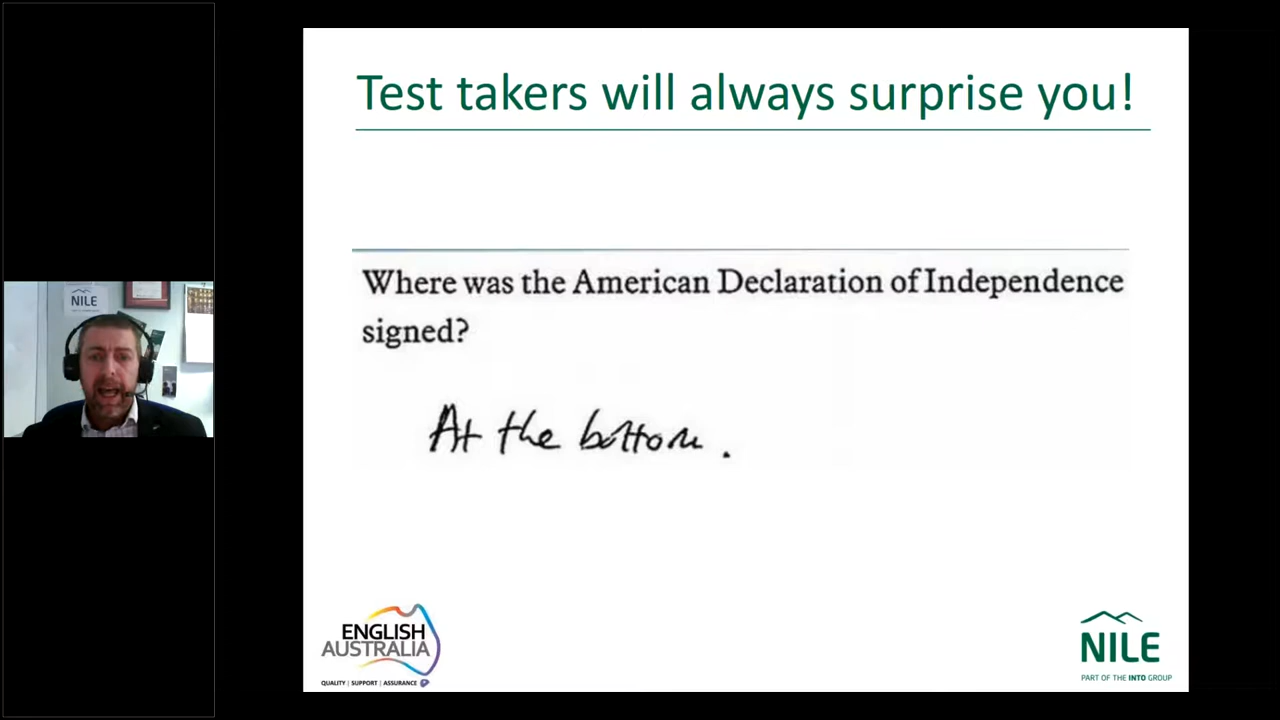 NILE
Test takers will always surprise you!
Where was the American Declaration of Independence
signed?
At the bottom.
ENGLISH
AUSTRALIA
QUALITY | SUPPORT | ASSURANCE
NILE
PART OF THE INTO GROUP